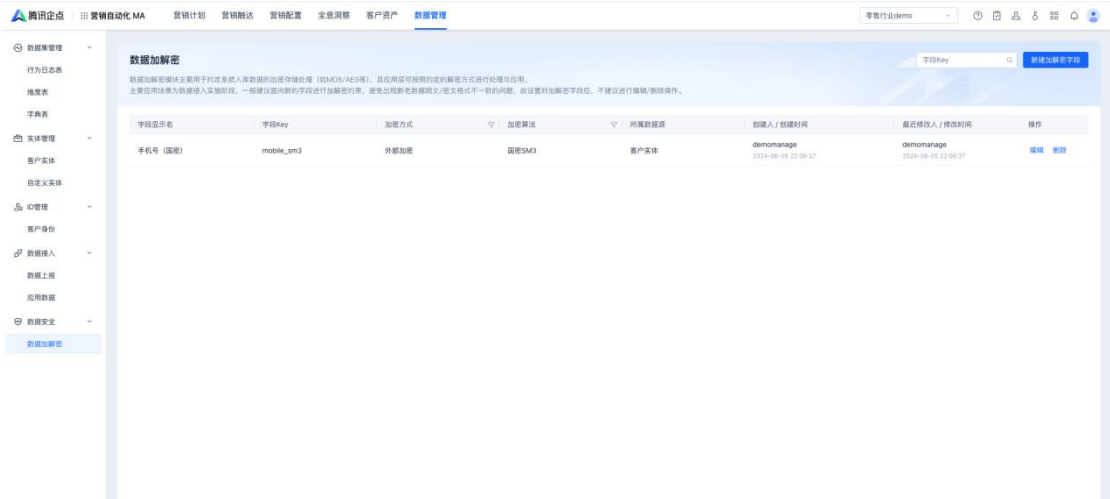 腾讯企点 营销自动化 MA 营销计划 营销触达 营销配置 全息洞察 客户资产 数据管理 零售行业demo
数据集管理
行为日志表
维度表
字典表
实体管理
客户实体
自定义实体
ID管理
客户身份
数据接入
数据上报
应用数据
数据安全
数据加解密
数据加解密
字段Key
新建加解密字段
数据加解密模块主要用于约定系统入库数据的加密存储处理（如MD5/AES等），且应用层可按照约定的解密方式进行处理与应用。
主要应用场景为数据接入实施阶段，一般建议面向新的字段进行加解密约束，避免出现新老数据明文/密文格式不一致的问题，故设置好加解密字段后，不建议进行编辑/删除操作。
字段显示名 字段Key 加密方式 加密算法 所属数据源 创建人 / 创建时间 最近修改人 / 修改时间 操作
手机号（国密） mobile_sm3 外部加密 国密SM3 客户实体 demomanage demomanage 编辑 删除
2024-06-05 22:06:37 2024-06-05 22:06:37